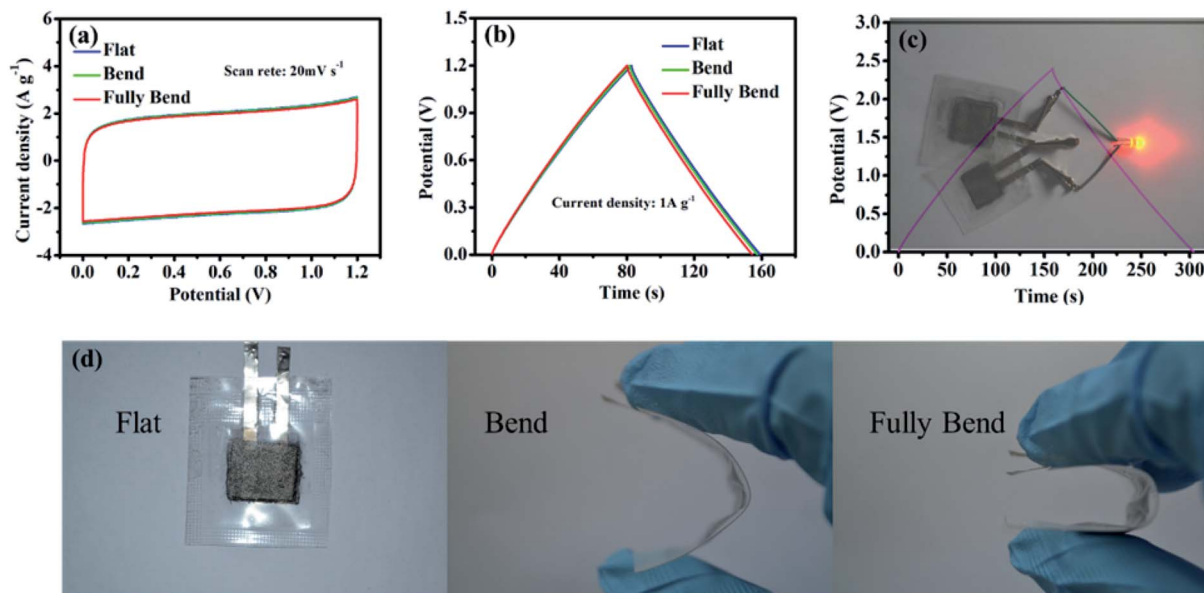 (a)
Flat
Bend
Fully Bend
Scan rete: 20mV s⁻¹
Current density (A g⁻¹)
6
4
2
0
-2
-4
0.0 0.2 0.4 0.6 0.8 1.0 1.2
Potential (V)
(b)
Flat
Bend
Fully Bend
Current density: 1A g⁻¹
Potential (V)
1.5
1.2
0.9
0.6
0.3
0.0
0 40 80 120 160
Time (s)
(c)
Potential (V)
3.0
2.5
2.0
1.5
1.0
0.5
0.0
0 50 100 150 200 250 300
Time (s)
(d)
Flat
Bend
Fully Bend